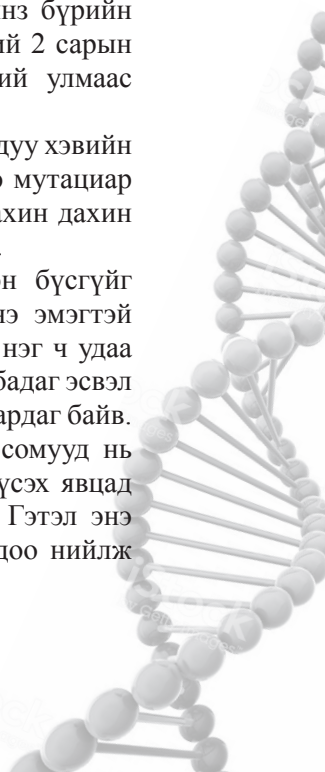 нз бүрийн
ий 2 сарын
ий улмаас
дуу хэвийн
мутациар
ахин дахин
н бүсгүйг
нэ эмэгтэй
нэг ч удаа
бадаг эсвэл
ардаг байв.
сомууд нь
үсэх явцад
Гэтэл энэ
доо нийлж